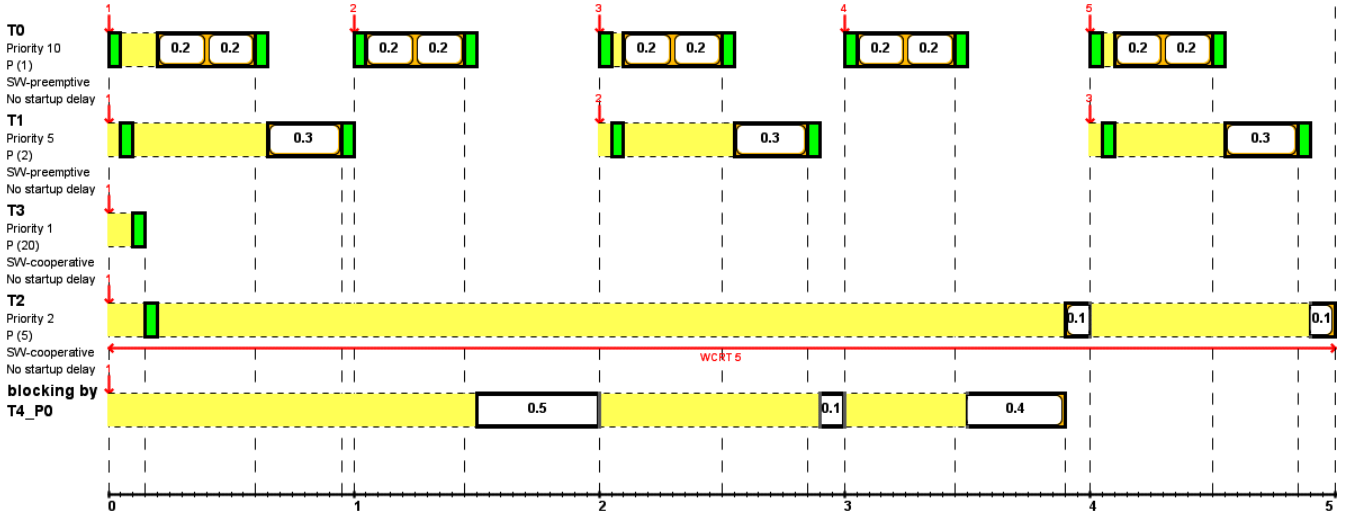 1 2 3 4 5
T0
Priority 10
P (1)
SW-preemptive
No startup delay
0.2 0.2 0.2 0.2 0.2 0.2 0.2 0.2 0.2 0.2
1 2 3
T1
Priority 5
P (2)
SW-preemptive
No startup delay
0.3 0.3 0.3
1
T3
Priority 1
P (20)
SW-cooperative
No startup delay
1
T2
Priority 2
P (5)
SW-cooperative
No startup delay
0.1 0.1
WCRT 5
1
blocking by
T4_P0
0.5 0.1 0.4
0 1 2 3 4 5